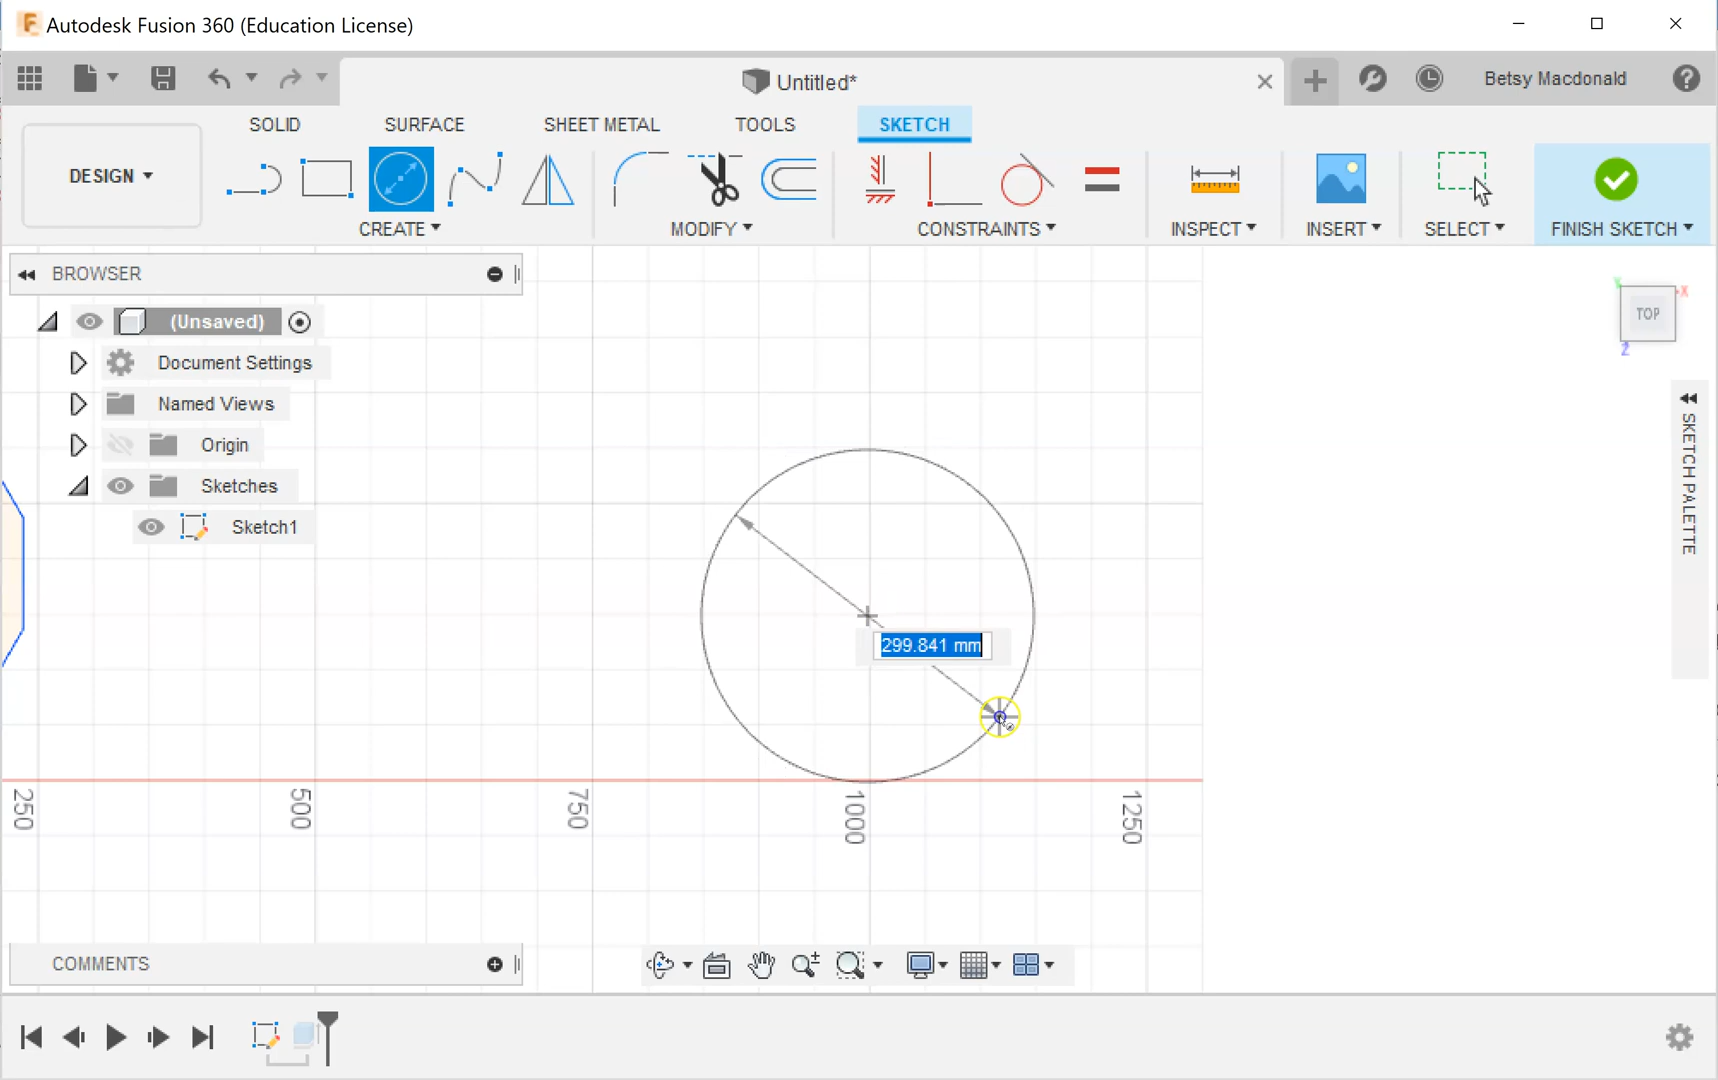 Autodesk Fusion 360 (Education License)
Untitled*
Betsy Macdonald
SOLID SURFACE SHEET METAL TOOLS SKETCH
DESIGN
CREATE MODIFY CONSTRAINTS INSPECT INSERT SELECT FINISH SKETCH
BROWSER
(Unsaved)
Document Settings
Named Views
Origin
Sketches
Sketch1
Y
X
TOP
Z
SKETCH PALETTE
299.841 mm
250 500 750 1000 1250
COMMENTS